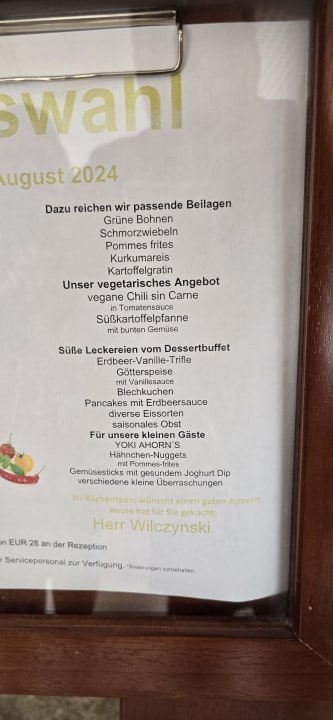 swahl
August 2024
Dazu reichen wir passende Beilagen
Grüne Bohnen
Schmorzwiebeln
Pommes frites
Kurkumareis
Kartoffelgratin
Unser vegetarisches Angebot
vegane Chili sin Carne
in Tomatensauce
Süßkartoffelpfanne
mit bunten Gemüse
Süße Leckereien vom Dessertbuffet
Erdbeer-Vanille-Trifle
Götterspeise
mit Vanillesauce
Blechkuchen
Pancakes mit Erdbeersauce
diverse Eissorten
saisonales Obst
Für unsere kleinen Gäste
YOKI AHORN´S
Hähnchen-Nuggets
mit Pommes-frites
Gemüsesticks mit gesundem Joghurt Dip
verschiedene kleine Überraschungen
Ihr Küchenteam wünscht einen guten Appetit
Heute hat für Sie gekocht:
Herr Wilczynski
on EUR 28 an der Rezeption
r Servicepersonal zur Verfügung. *Änderungen vorbehalten